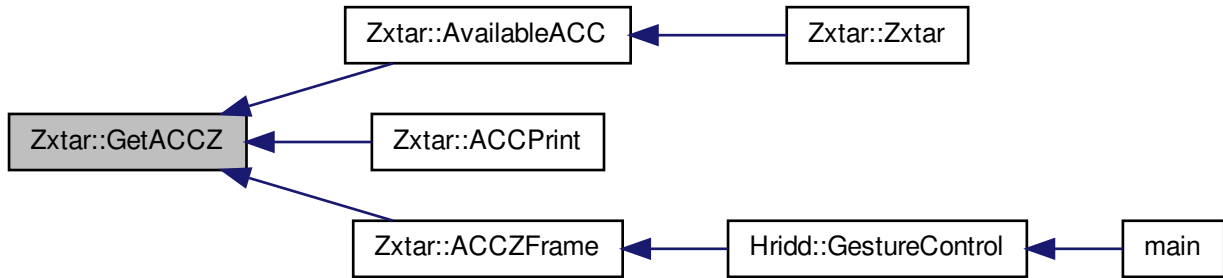 Zxtar::AvailableACC
Zxtar::Zxtar
Zxtar::GetACCZ
Zxtar::ACCPrint
Zxtar::ACCZFrame
Hridd::GestureControl
main